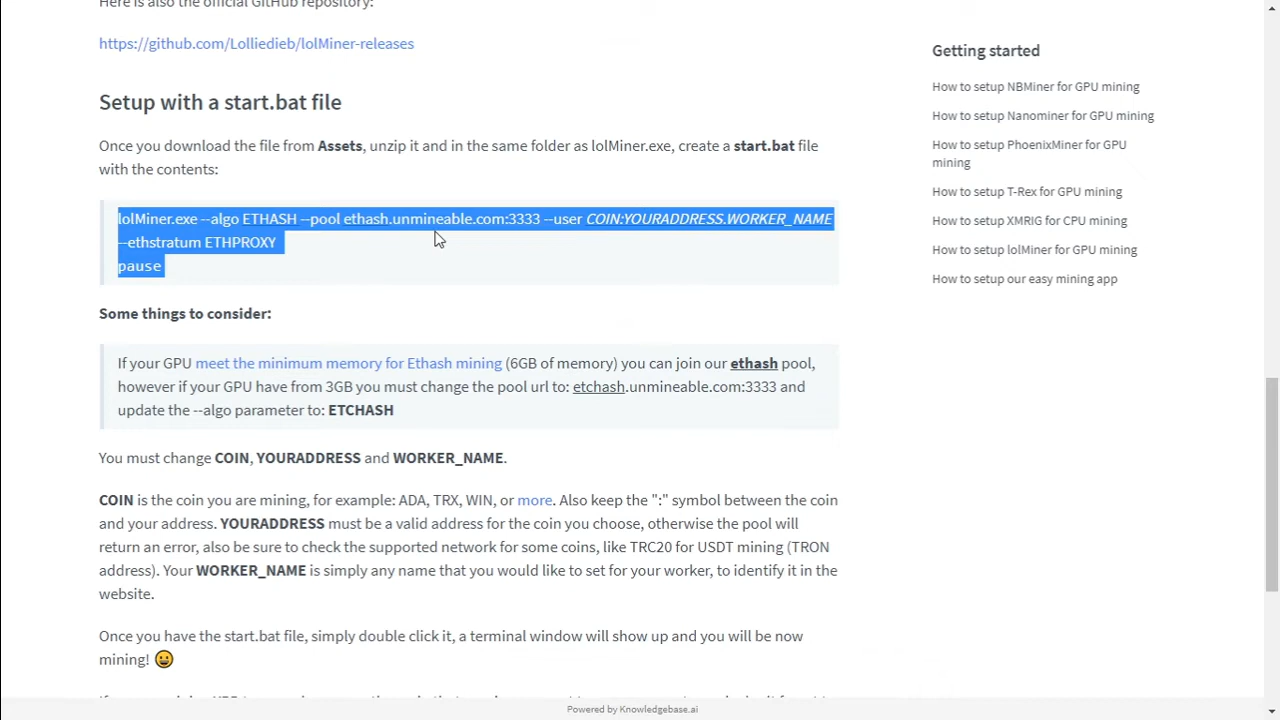 Here is also the official GitHub repository:
https://github.com/Lolliedieb/lolMiner-releases
Setup with a start.bat file
Once you download the file from Assets, unzip it and in the same folder as lolMiner.exe, create a start.bat file
with the contents:
lolMiner.exe --algo ETHASH --pool ethash.unmineable.com:3333 --user COIN:YOURADDRESS.WORKER_NAME
--ethstratum ETHPROXY
pause
Some things to consider:
If your GPU meet the minimum memory for Ethash mining (6GB of memory) you can join our ethash pool,
however if your GPU have from 3GB you must change the pool url to: etchash.unmineable.com:3333 and
update the --algo parameter to: ETCHASH
You must change COIN, YOURADDRESS and WORKER_NAME.
COIN is the coin you are mining, for example: ADA, TRX, WIN, or more. Also keep the ":" symbol between the coin
and your address. YOURADDRESS must be a valid address for the coin you choose, otherwise the pool will
return an error, also be sure to check the supported network for some coins, like TRC20 for USDT mining (TRON
address). Your WORKER_NAME is simply any name that you would like to set for your worker, to identify it in the
website.
Once you have the start.bat file, simply double click it, a terminal window will show up and you will be now
mining! 😀
Getting started
How to setup NBMiner for GPU mining
How to setup Nanominer for GPU mining
How to setup PhoenixMiner for GPU
mining
How to setup T-Rex for GPU mining
How to setup XMRIG for CPU mining
How to setup lolMiner for GPU mining
How to setup our easy mining app
Powered by Knowledgebase.ai